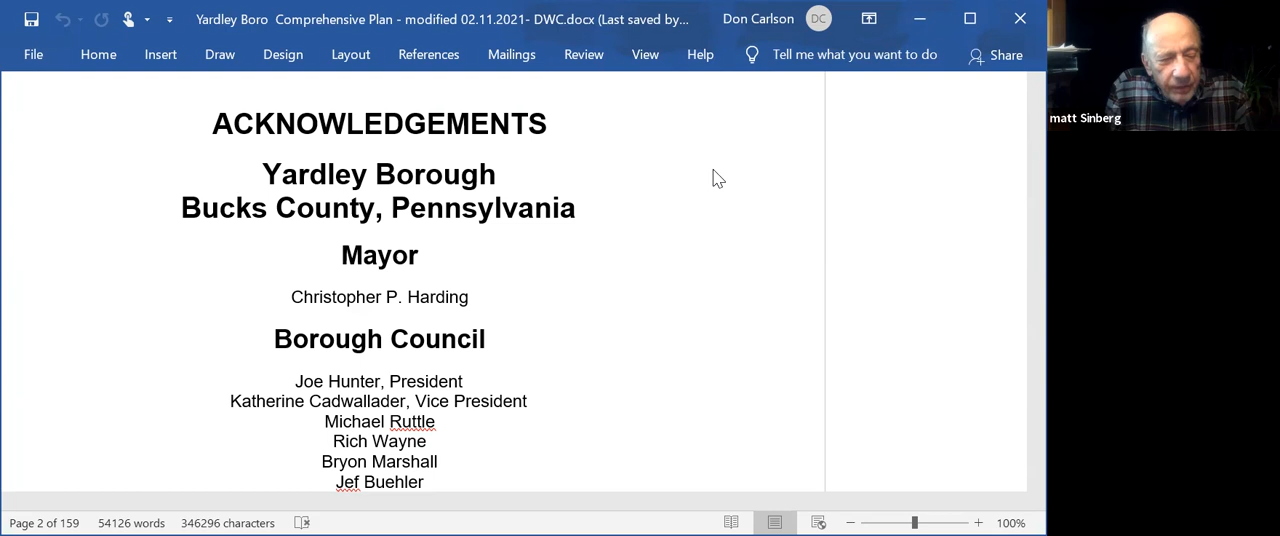 Yardley Boro Comprehensive Plan - modified 02.11.2021- DWC.docx (Last saved by...
Don Carlson
DC
File
Home
Insert
Draw
Design
Layout
References
Mailings
Review
View
Help
Tell me what you want to do
Share
ACKNOWLEDGEMENTS
Yardley Borough
Bucks County, Pennsylvania
Mayor
Christopher P. Harding
Borough Council
Joe Hunter, President
Katherine Cadwallader, Vice President
Michael Ruttle
Rich Wayne
Bryon Marshall
Jef Buehler
matt Sinberg
Page 2 of 159
54126 words
346296 characters
100%